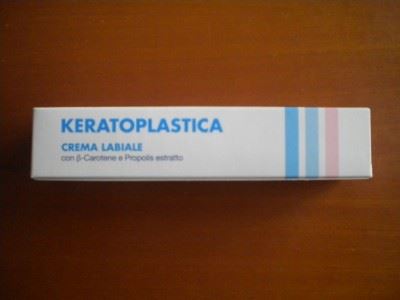 KERATOPLASTICA
CREMA LABIALE
con β-Carotene e Propolis estratto